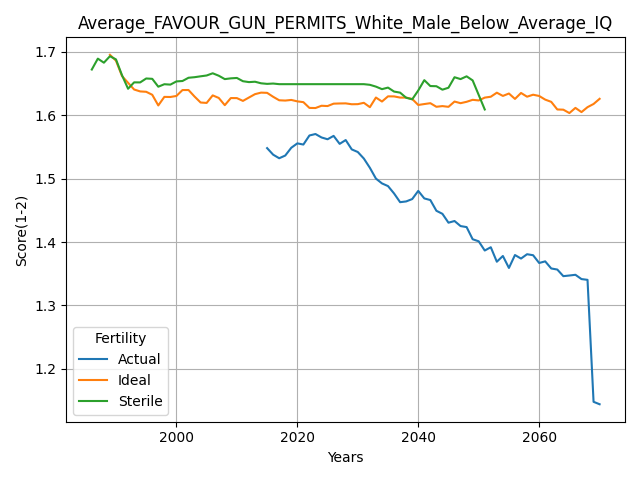 Average_FAVOUR_GUN_PERMITS_White_Male_Below_Average_IQ
Score(1-2)
1.7
1.6
1.5
1.4
1.3
1.2
Fertility
Actual
Ideal
Sterile
2000 2020 2040 2060
Years